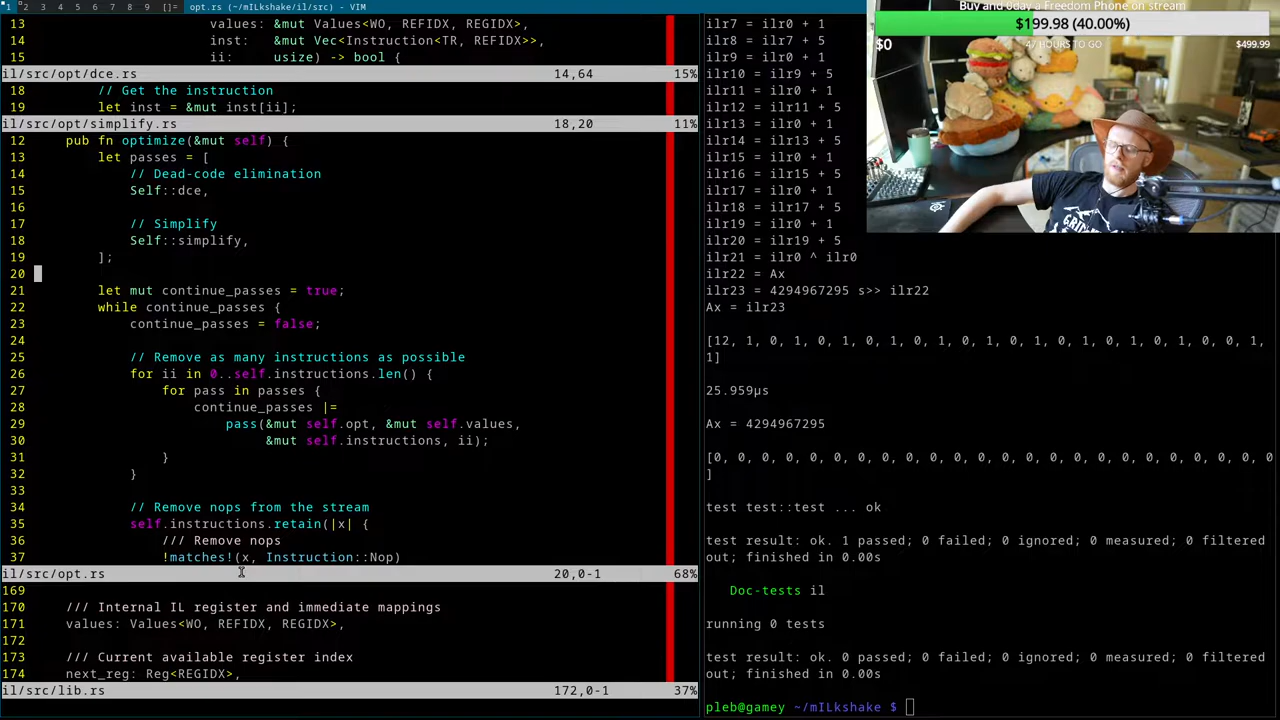 1 2 3 4 5 6 7 8 9 []= opt.rs (~/mILkshake/il/src) - VIM
13 values: &mut Values<WO, REFIDX, REGIDX>,
14 inst: &mut Vec<Instruction<TR, REFIDX>>,
15 ii: usize) -> bool {
il/src/opt/dce.rs 14,64 15%
18 // Get the instruction
19 let inst = &mut inst[ii];
il/src/opt/simplify.rs 18,20 11%
12 pub fn optimize(&mut self) {
13 let passes = [
14 // Dead-code elimination
15 Self::dce,
16
17 // Simplify
18 Self::simplify,
19 ];
20
21 let mut continue_passes = true;
22 while continue_passes {
23 continue_passes = false;
24
25 // Remove as many instructions as possible
26 for ii in 0..self.instructions.len() {
27 for pass in passes {
28 continue_passes |=
29 pass(&mut self.opt, &mut self.values,
30 &mut self.instructions, ii);
31 }
32 }
33
34 // Remove nops from the stream
35 self.instructions.retain(|x| {
36 /// Remove nops
37 !matches!(x, Instruction::Nop)
il/src/opt.rs 20,0-1 68%
169
170 /// Internal IL register and immediate mappings
171 values: Values<WO, REFIDX, REGIDX>,
172
173 /// Current available register index
174 next_reg: Reg<REGIDX>,
il/src/lib.rs 172,0-1 37%
ilr7 = ilr0 + 1
ilr8 = ilr7 + 5
ilr9 = ilr0 + 1
ilr10 = ilr9 + 5
ilr11 = ilr0 + 1
ilr12 = ilr11 + 5
ilr13 = ilr0 + 1
ilr14 = ilr13 + 5
ilr15 = ilr0 + 1
ilr16 = ilr15 + 5
ilr17 = ilr0 + 1
ilr18 = ilr17 + 5
ilr19 = ilr0 + 1
ilr20 = ilr19 + 5
ilr21 = ilr0 ^ ilr0
ilr22 = Ax
ilr23 = 4294967295 s>> ilr22
Ax = ilr23
[12, 1, 0, 1, 0, 1, 0, 1, 0, 1, 0, 1, 0, 1, 0, 1, 0, 1, 0, 0, 1,
1]
25.959µs
Ax = 4294967295
[0, 0, 0, 0, 0, 0, 0, 0, 0, 0, 0, 0, 0, 0, 0, 0, 0, 0, 0, 0, 0, 0
]
test test::test ... ok
test result: ok. 1 passed; 0 failed; 0 ignored; 0 measured; 0 filtered
out; finished in 0.00s
Doc-tests il
running 0 tests
test result: ok. 0 passed; 0 failed; 0 ignored; 0 measured; 0 filtered
out; finished in 0.00s
pleb@gamey ~/mILkshake $
Buy and 0day a Freedom Phone on stream
$199.98 (40.00%)
$0 47 HOURS TO GO $499.99